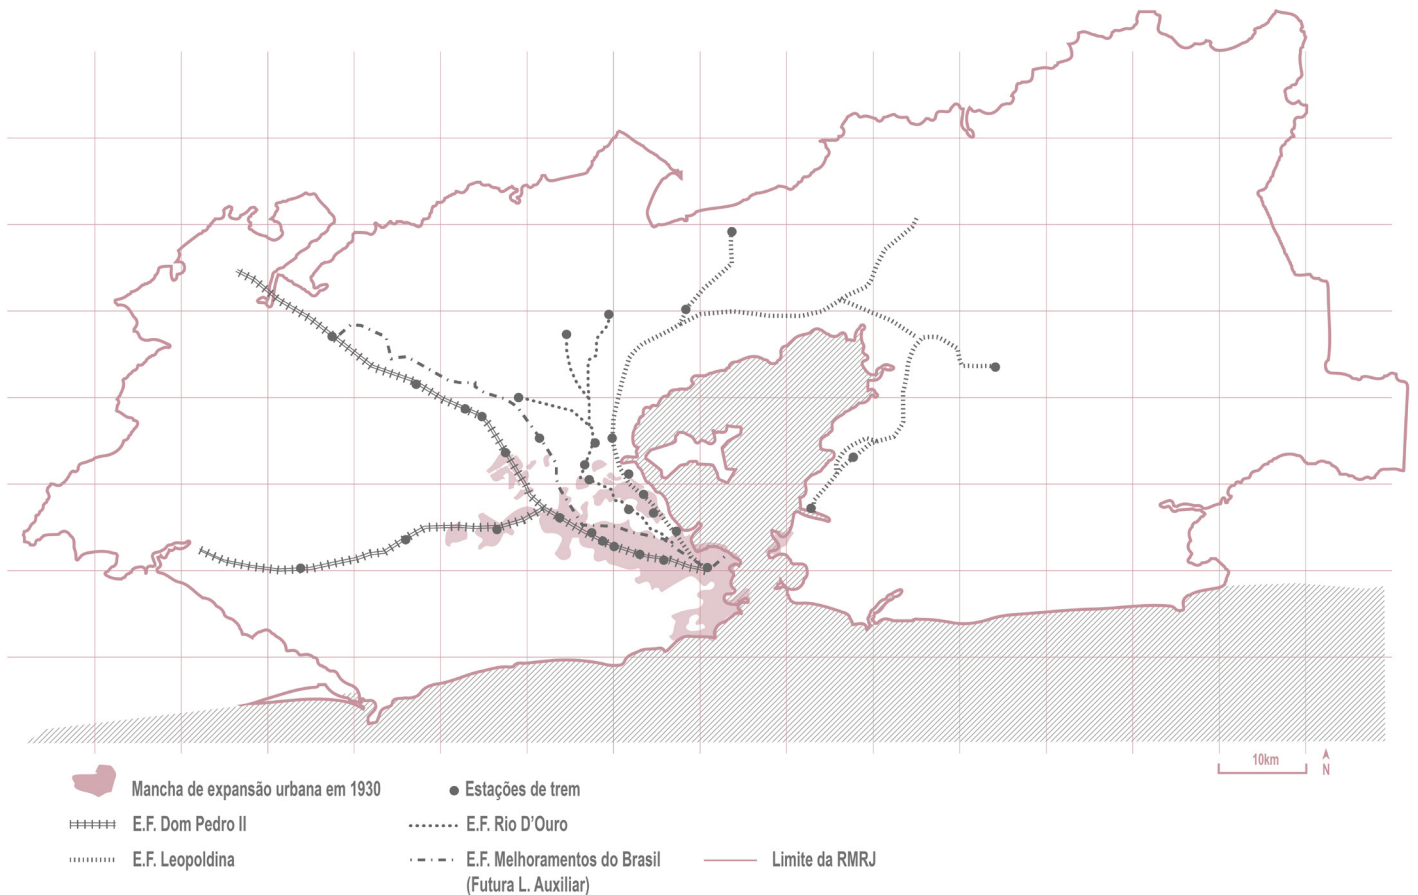 10km
N
Mancha de expansão urbana em 1930
Estações de trem
E.F. Dom Pedro II
E.F. Rio D'Ouro
E.F. Leopoldina
E.F. Melhoramentos do Brasil
(Futura L. Auxiliar)
Limite da RMRJ